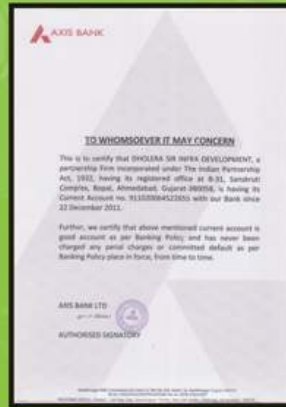 AXIS BANK
TO WHOMSOEVER IT MAY CONCERN
This is to certify that DHOLERA SIR INFRA DEVELOPMENT, a
partnership Firm incorporated under The Indian Partnership
Act, 1932, having its registered office at B-31, Sanskruti
Complex, Bopal, Ahmedabad, Gujarat-380058, is having its
Current Account no. with our Bank since
22 December 2011.
Further, we certify that above mentioned current account is
good account as per Banking Policy and has never been
charged any penal charges or committed default as per
Banking Policy place in force, from time to time.
AXIS BANK LTD
AUTHORISED SIGNATORY